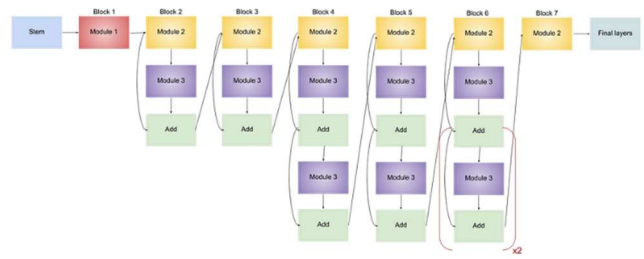 Block 1
Block 2
Block 3
Block 4
Block 5
Block 6
Block 7
Stem
Module 1
Module 2
Module 2
Module 2
Module 2
Module 2
Module 2
Final layers
Module 3
Module 3
Module 3
Module 3
Module 3
Add
Add
Add
Add
Add
Module 3
Module 3
Module 3
Add
Add
Add
x2